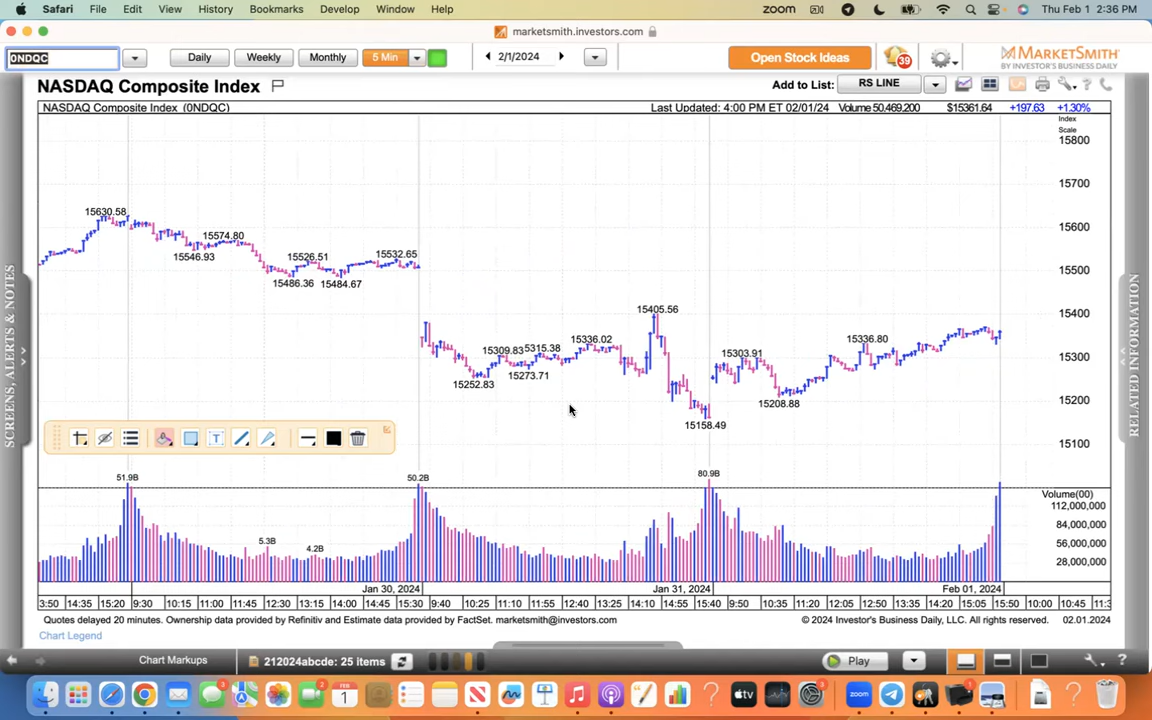 Safari File Edit View History Bookmarks Develop Window Help zoom Thu Feb 1 2:36 PM
marketsmith.investors.com
0NDQC Daily Weekly Monthly 5 Min 2/1/2024 Open Stock Ideas 39 MARKETSMITH
BY INVESTOR'S BUSINESS DAILY
NASDAQ Composite Index Add to List: RS LINE
NASDAQ Composite Index (0NDQC) Last Updated: 4:00 PM ET 02/01/24 Volume 50,469,200 $15361.64 +197.63 +1.30%
Index
Scale
15800
15700
15630.58
15600
15574.80
15546.93 15526.51 15532.65
15500
15486.36 15484.67
15405.56
15400
15309.83 5315.38 15336.02 15303.91 15336.80
15300
15252.83 15273.71
15208.88
15200
15158.49
15100
SCREENS, ALERTS & NOTES
RELATED INFORMATION
T
51.9B 50.2B 80.9B
Volume(00)
112,000,000
84,000,000
5.3B 4.2B
56,000,000
28,000,000
Jan 30, 2024 Jan 31, 2024 Feb 01, 2024
3:50 14:35 15:20 9:30 10:15 11:00 11:45 12:30 13:15 14:00 14:45 15:30 9:40 10:25 11:10 11:55 12:40 13:25 14:10 14:55 15:40 9:50 10:35 11:20 12:05 12:50 13:35 14:20 15:05 15:50 10:00 10:45
Quotes delayed 20 minutes. Ownership data provided by Refinitiv and Estimate data provided by FactSet. marketsmith@investors.com © 2024 Investor's Business Daily, LLC. All rights reserved. 02.01.2024
Chart Legend
Chart Markups 212024abcde: 25 items Play ?